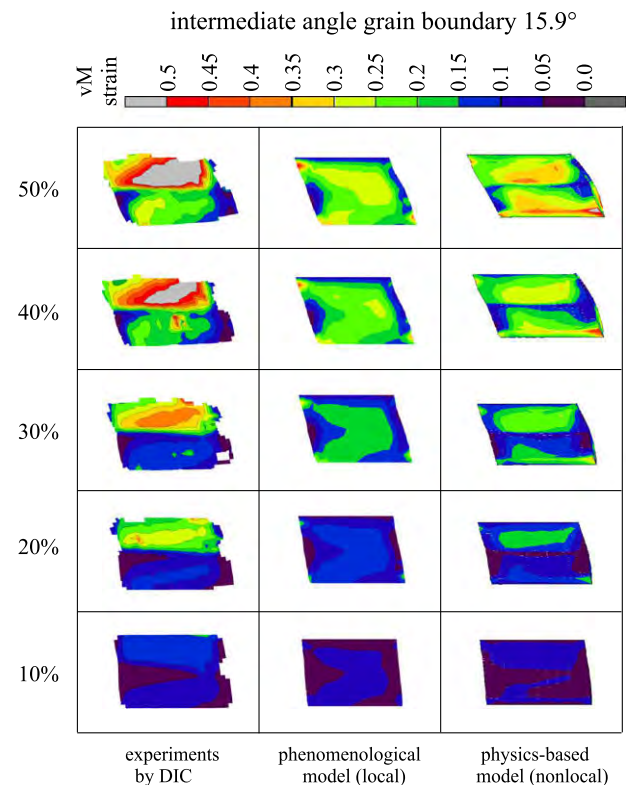 intermediate angle grain boundary 15.9°
vM
strain
0.5
0.45
0.4
0.35
0.3
0.25
0.2
0.15
0.1
0.05
0.0
50%
40%
30%
20%
10%
experiments
by DIC
phenomenological
model (local)
physics-based
model (nonlocal)